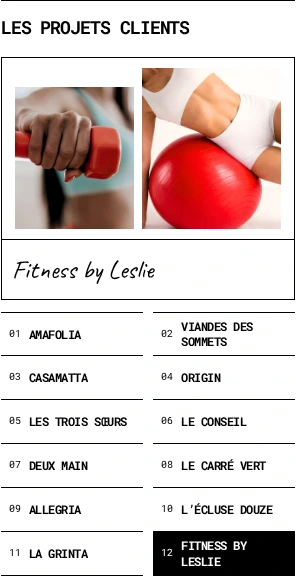 LES PROJETS CLIENTS
Fitness by Leslie
01 AMAFOLIA
02 VIANDES DES
SOMMETS
03 CASAMATTA
04 ORIGIN
05 LES TROIS SŒURS
06 LE CONSEIL
07 DEUX MAIN
08 LE CARRÉ VERT
09 ALLEGRIA
10 L'ÉCLUSE DOUZE
11 LA GRINTA
12 FITNESS BY
LESLIE